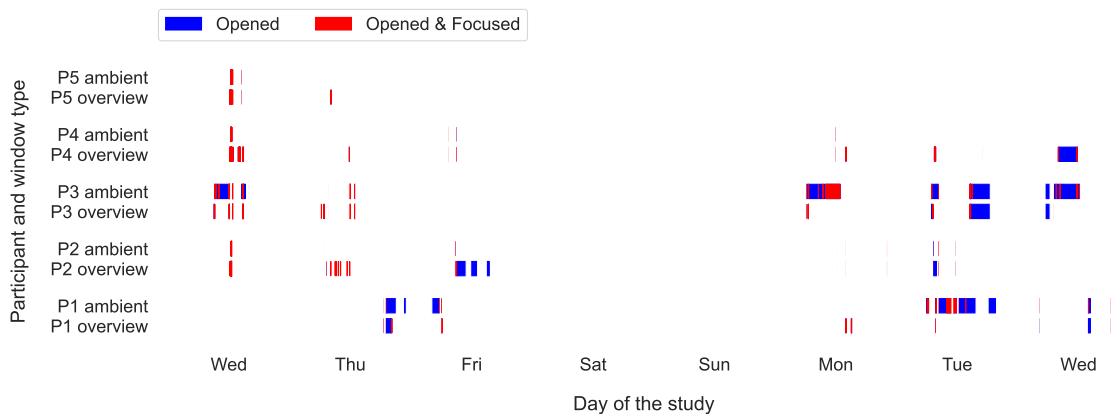 Opened
Opened & Focused
Participant and window type
P5 ambient
P5 overview
P4 ambient
P4 overview
P3 ambient
P3 overview
P2 ambient
P2 overview
P1 ambient
P1 overview
Wed
Thu
Fri
Sat
Sun
Mon
Tue
Wed
Day of the study